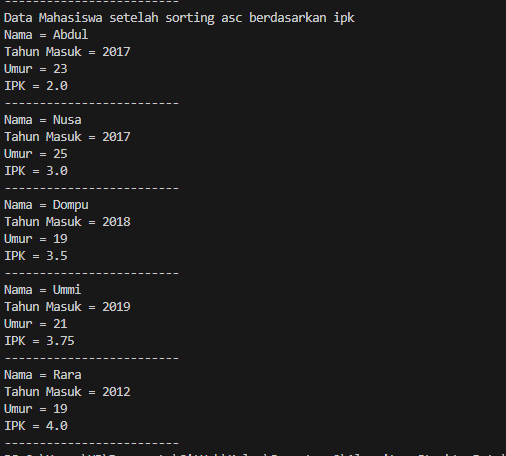 -------------------------
Data Mahasiswa setelah sorting asc berdasarkan ipk
Nama = Abdul
Tahun Masuk = 2017
Umur = 23
IPK = 2.0
-------------------------
Nama = Nusa
Tahun Masuk = 2017
Umur = 25
IPK = 3.0
-------------------------
Nama = Dompu
Tahun Masuk = 2018
Umur = 19
IPK = 3.5
-------------------------
Nama = Ummi
Tahun Masuk = 2019
Umur = 21
IPK = 3.75
-------------------------
Nama = Rara
Tahun Masuk = 2012
Umur = 19
IPK = 4.0
-------------------------